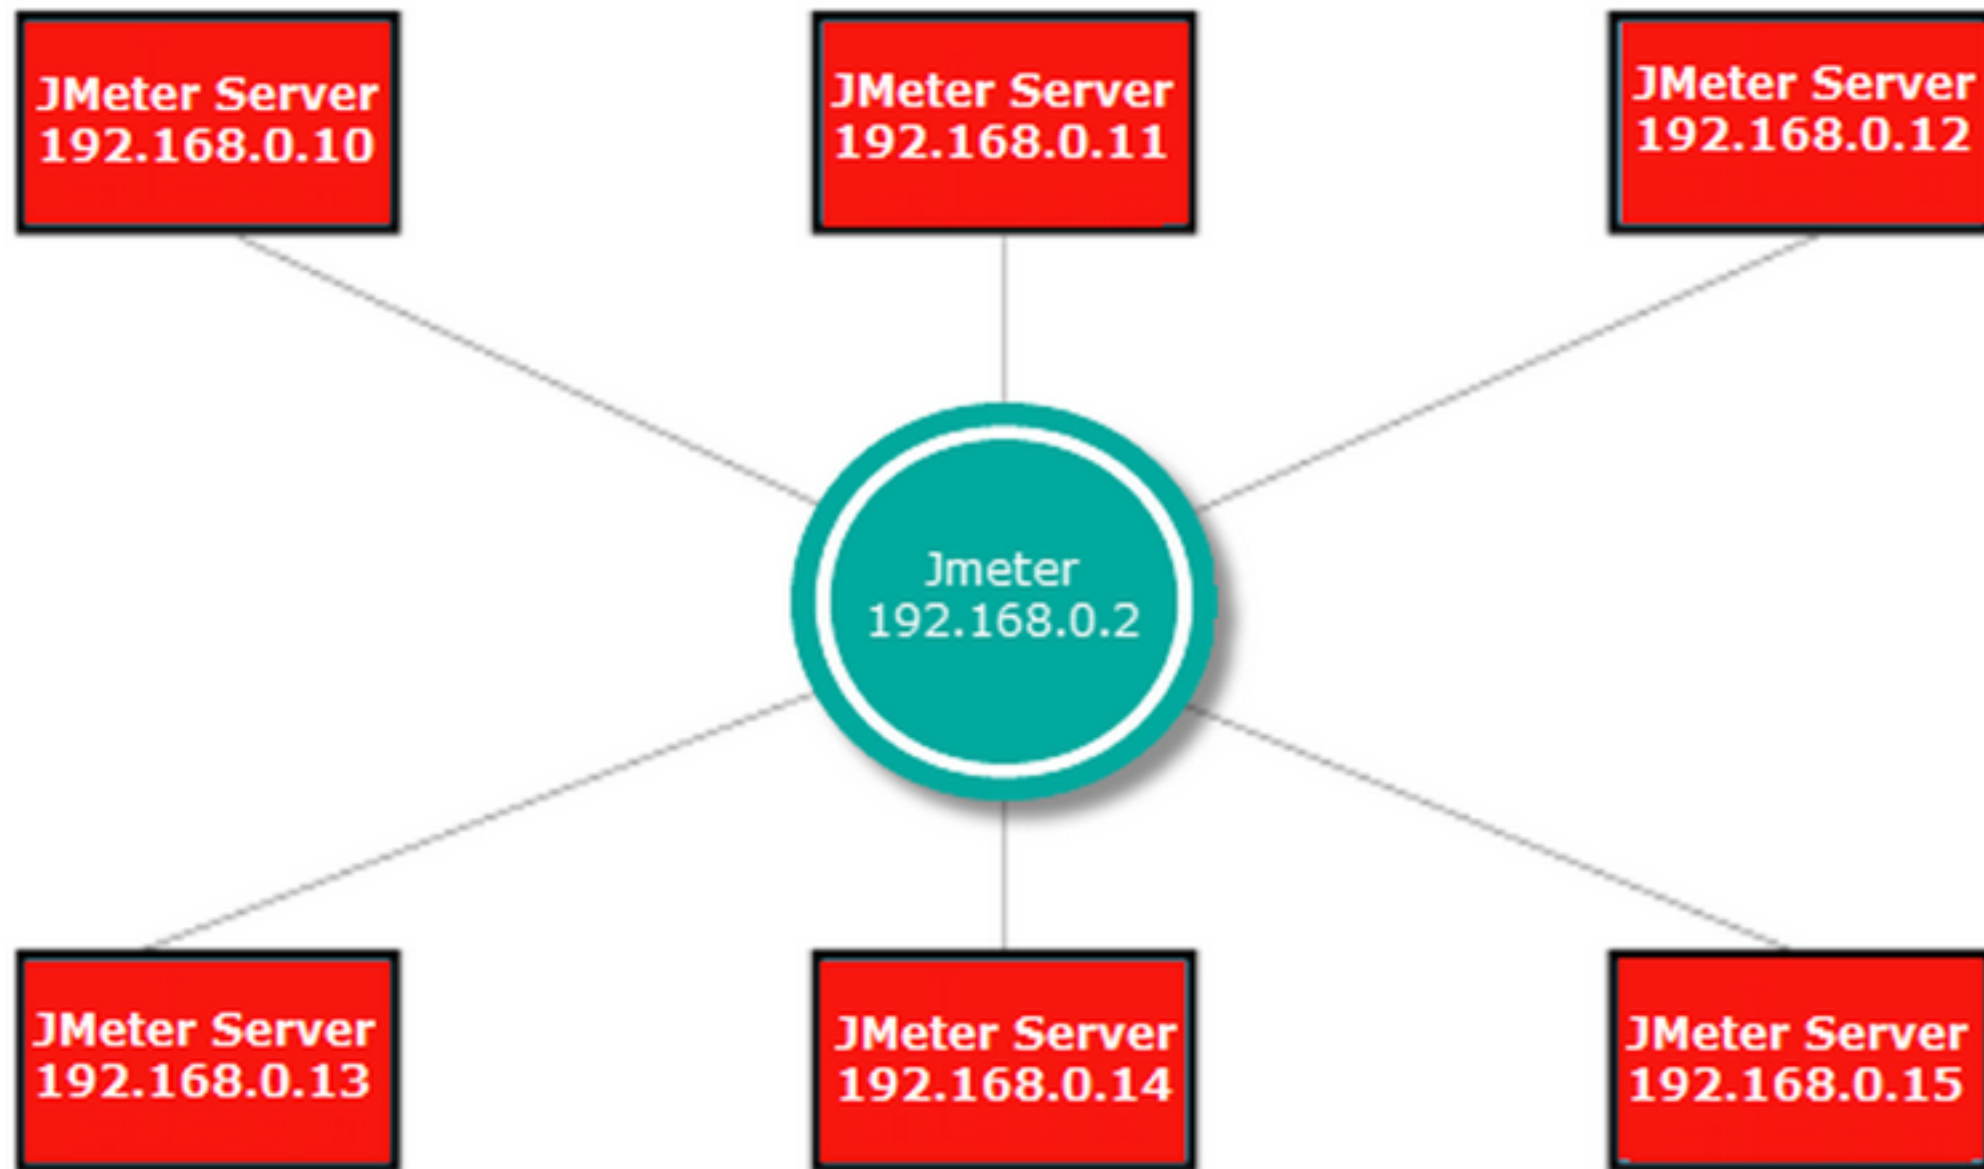 JMeter Server
192.168.0.10
JMeter Server
192.168.0.11
JMeter Server
192.168.0.12
Jmeter
192.168.0.2
JMeter Server
192.168.0.13
JMeter Server
192.168.0.14
JMeter Server
192.168.0.15